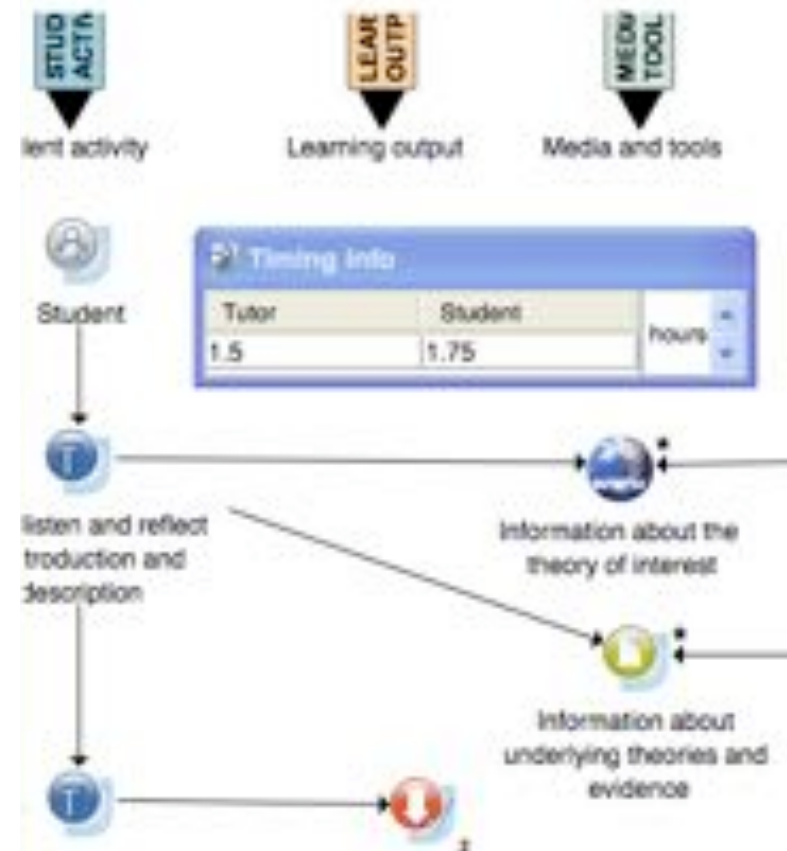 STUD
ACTI
LEAR
OUTP
MEDIA
TOOL
lent activity
Learning output
Media and tools
Student
Timing Info
Tutor
Student
hours
1.5
1.75
T
listen and reflect
troduction and
description
Information about the
theory of interest
Information about
underlying theories and
evidence
T